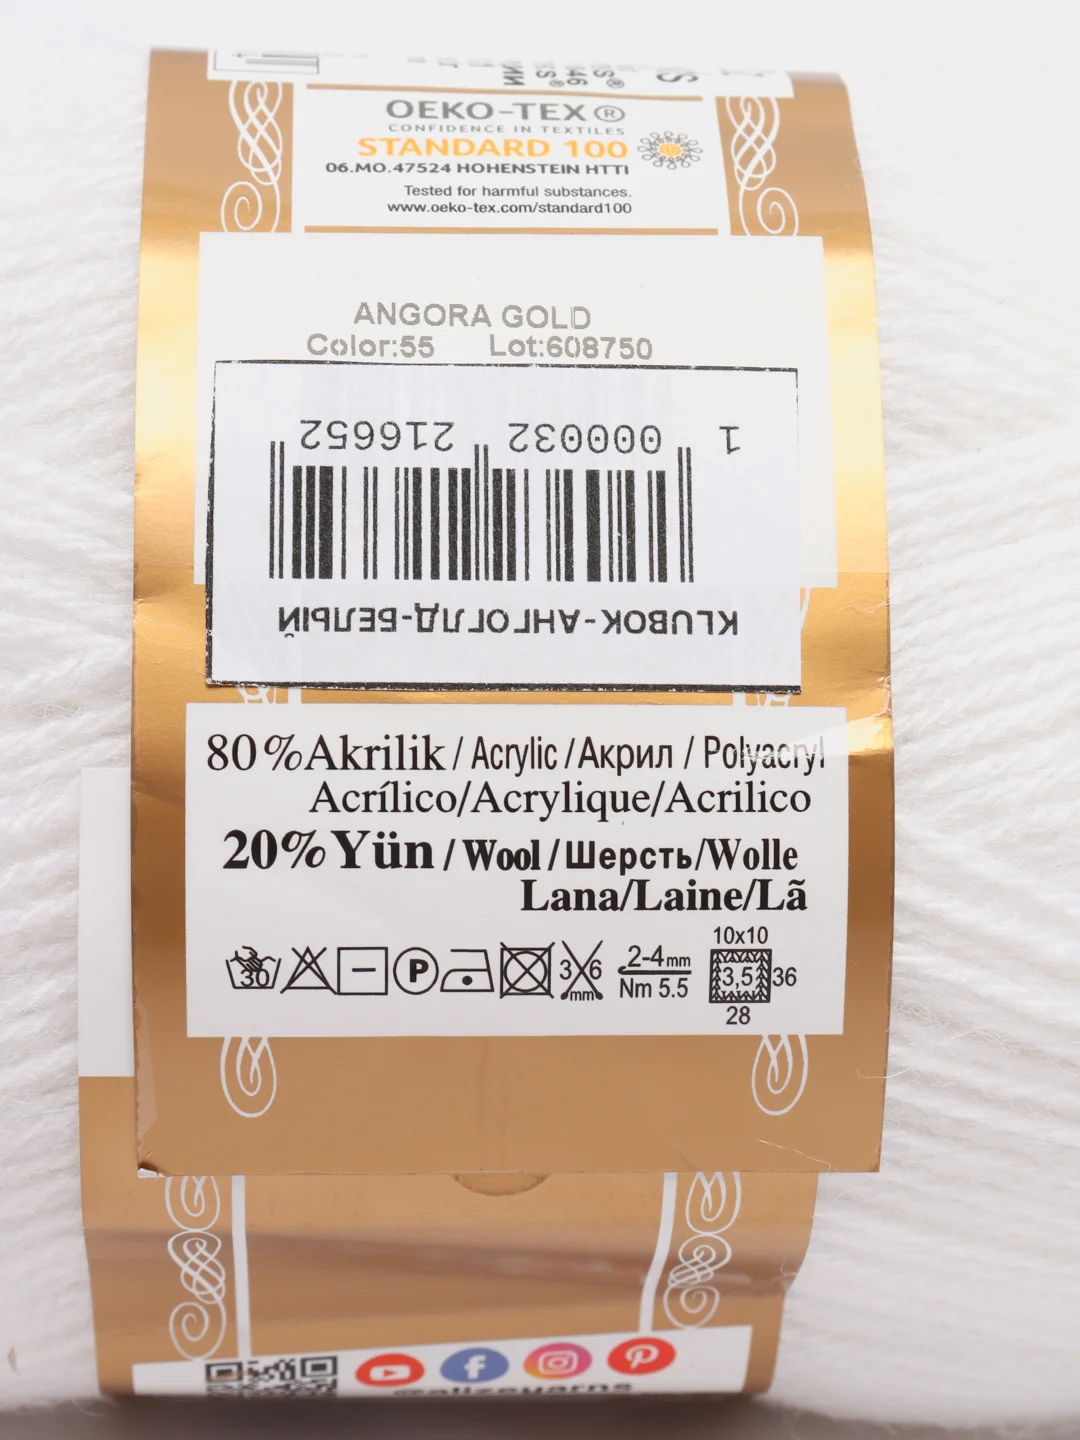 OEKO-TEX®
CONFIDENCE IN TEXTILES
STANDARD 100
06.MO.47524 HOHENSTEIN HTTI
Tested for harmful substances.
www.oeko-tex.com/standard100
ANGORA GOLD
Color:55 Lot:608750
1 000032 216652
KLUBOK-АНГОГЛД-БЕЛЫЙ
80%Akrilik / Acrylic / Акрил / Polyacryl
Acrílico/Acrylique/Acrilico
20%Yün / Wool / Шерсть/Wolle
Lana/Laine/Lã
30 P 3 6 mm 2-4mm Nm 5.5 10x10 3,5 36 28
@alizeyarns